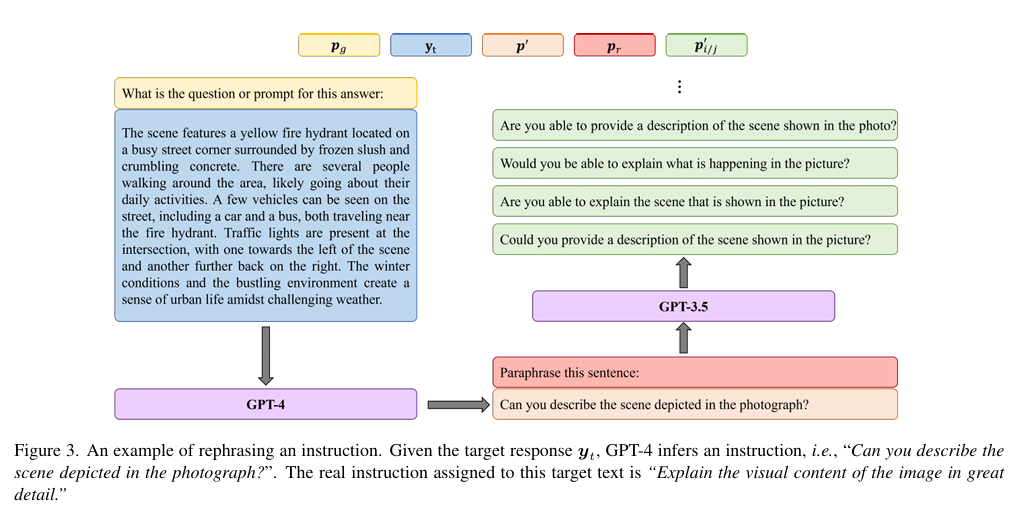 p_g y_t p′ p_r p′_{i/j}
What is the question or prompt for this answer:
The scene features a yellow fire hydrant located on
a busy street corner surrounded by frozen slush and
crumbling concrete. There are several people
walking around the area, likely going about their
daily activities. A few vehicles can be seen on the
street, including a car and a bus, both traveling near
the fire hydrant. Traffic lights are present at the
intersection, with one towards the left of the scene
and another further back on the right. The winter
conditions and the bustling environment create a
sense of urban life amidst challenging weather.
GPT-4
⋮
Are you able to provide a description of the scene shown in the photo?
Would you be able to explain what is happening in the picture?
Are you able to explain the scene that is shown in the picture?
Could you provide a description of the scene shown in the picture?
GPT-3.5
Paraphrase this sentence:
Can you describe the scene depicted in the photograph?
Figure 3. An example of rephrasing an instruction. Given the target response y_t, GPT-4 infers an instruction, i.e., “Can you describe the
scene depicted in the photograph?”. The real instruction assigned to this target text is “Explain the visual content of the image in great
detail.”